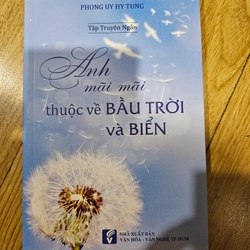 PHONG UY HY TUNG
Tập Truyện Ngắn
Anh
mãi mãi
thuộc về BẦU TRỜI
và BIỂN
NHÀ XUẤT BẢN
VĂN HÓA - VĂN NGHỆ TP.HCM